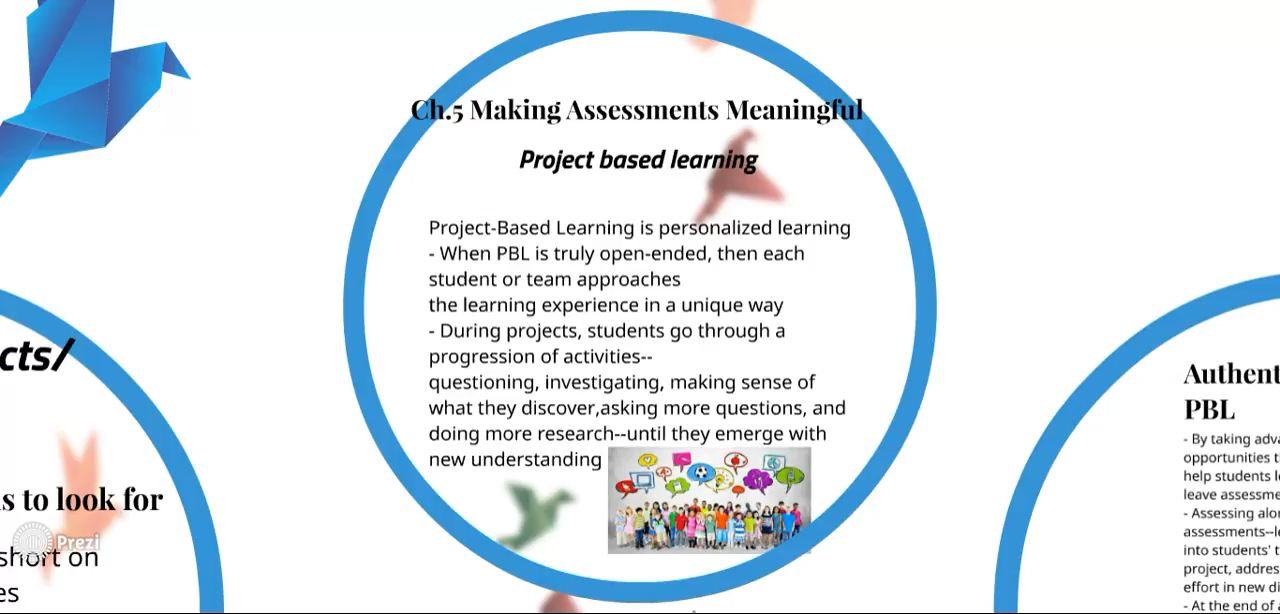 Ch.5 Making Assessments Meaningful
Project based learning
Project-Based Learning is personalized learning
- When PBL is truly open-ended, then each
student or team approaches
the learning experience in a unique way
- During projects, students go through a
progression of activities--
questioning, investigating, making sense of
what they discover,asking more questions, and
doing more research--until they emerge with
new understanding
cts/
s to look for
short on
es
Prezi
Authent
PBL
- By taking adva
opportunities t
help students l
leave assessme
- Assessing alon
assessments--l
into students' t
project, addres
effort in new di
- At the end of a